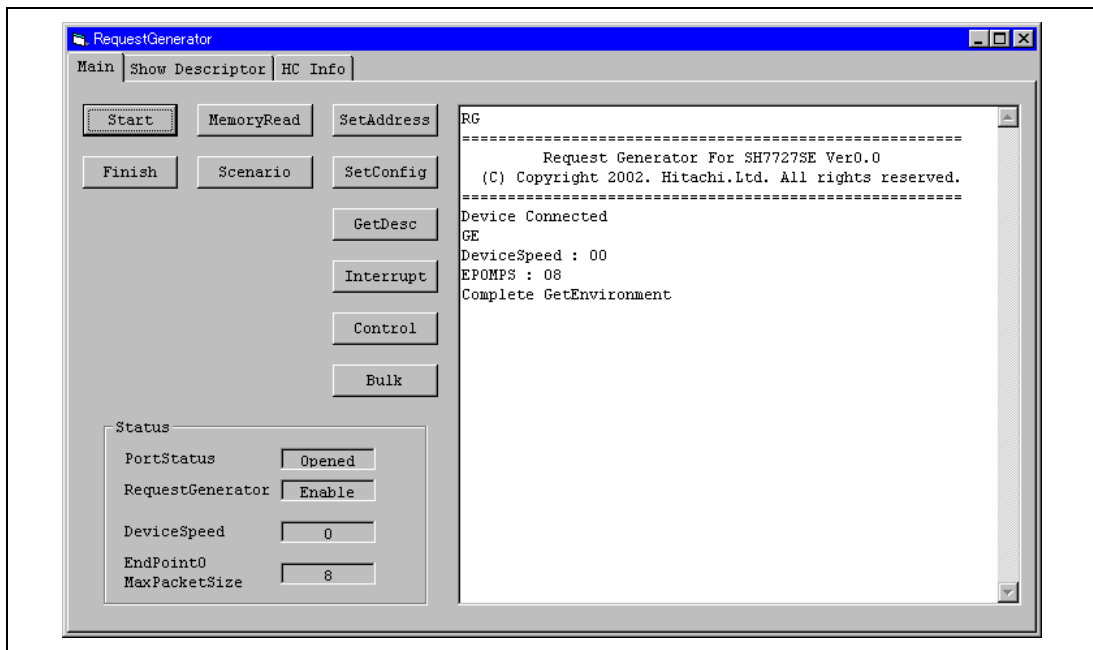 RequestGenerator
Main Show Descriptor HC Info
Start MemoryRead SetAddress
Finish Scenario SetConfig
GetDesc
Interrupt
Control
Bulk
RG
=======================================================
Request Generator For SH7727SE Ver0.0
(C) Copyright 2002. Hitachi.Ltd. All rights reserved.
=======================================================
Device Connected
GE
DeviceSpeed : 00
EP0MPS : 08
Complete GetEnvironment
Status
PortStatus Opened
RequestGenerator Enable
DeviceSpeed 0
EndPoint0
MaxPacketSize 8